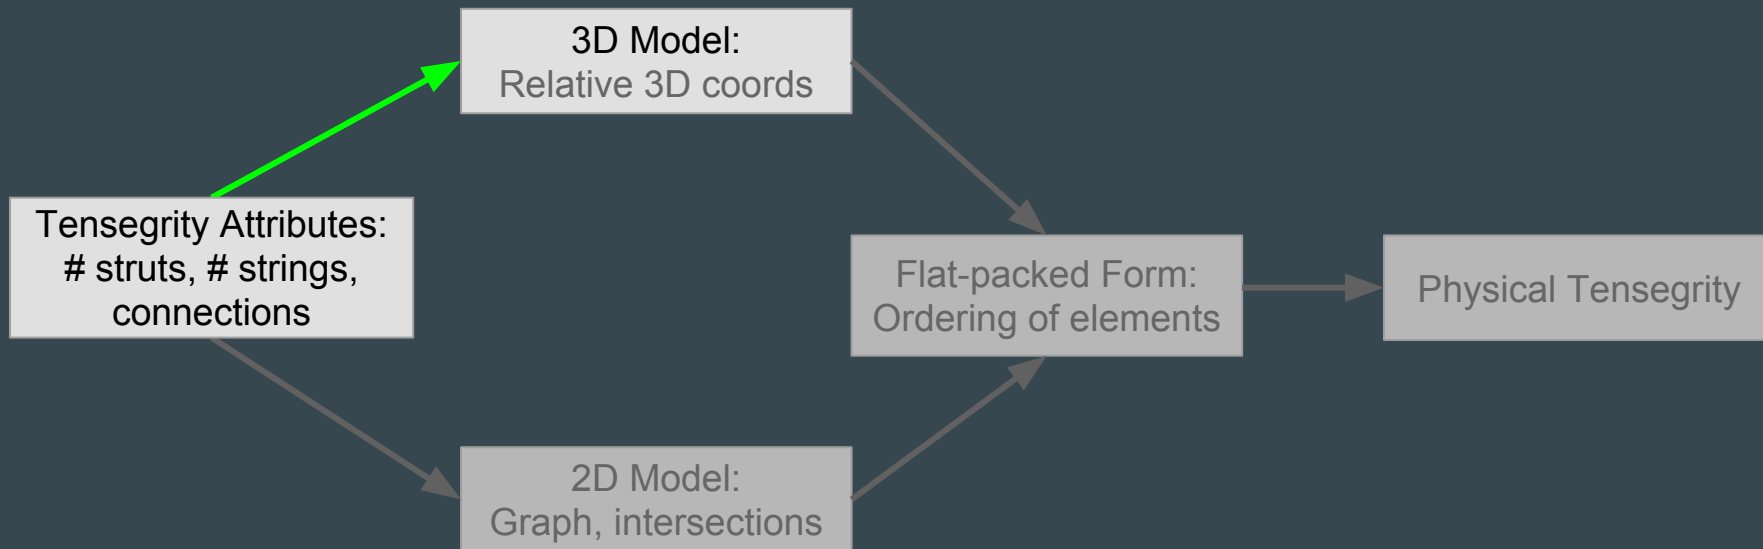 3D Model:
Relative 3D coords
Tensegrity Attributes:
# struts, # strings,
connections
Flat-packed Form:
Ordering of elements
Physical Tensegrity
2D Model:
Graph, intersections